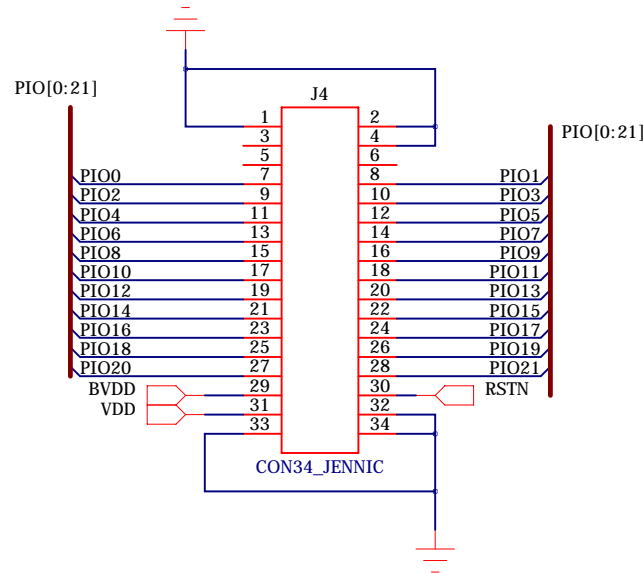 PIO[0:21]
J4
PIO[0:21]
1 2
3 4
5 6
PIO0 7 8 PIO1
PIO2 9 10 PIO3
PIO4 11 12 PIO5
PIO6 13 14 PIO7
PIO8 15 16 PIO9
PIO10 17 18 PIO11
PIO12 19 20 PIO13
PIO14 21 22 PIO15
PIO16 23 24 PIO17
PIO18 25 26 PIO19
PIO20 27 28 PIO21
BVDD 29 30 RSTN
VDD 31 32
33 34
CON34_JENNIC